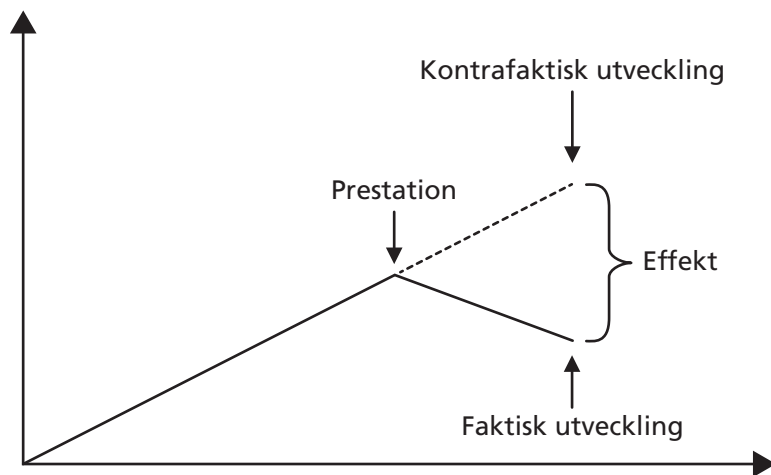 Kontrafaktisk utveckling
Prestation
Effekt
Faktisk utveckling